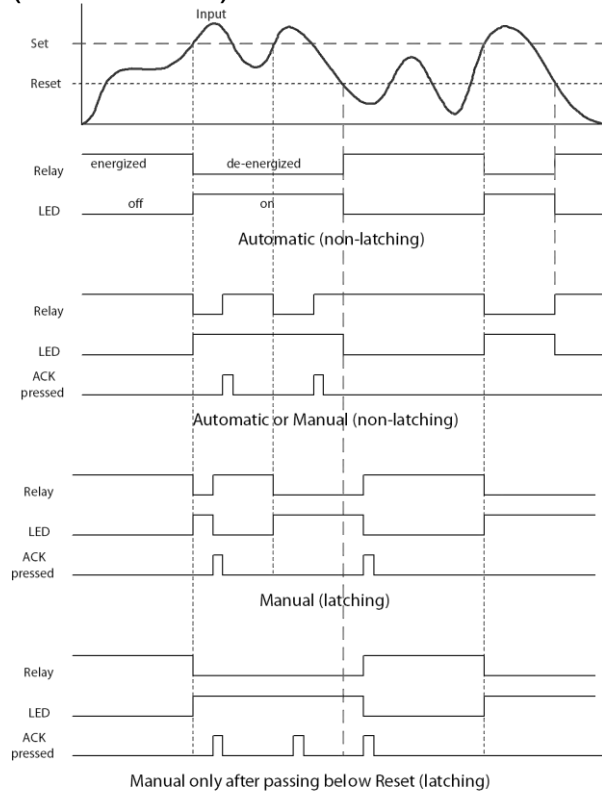 Input
Set
Reset
Relay energized de-energized
LED off on
Automatic (non-latching)
Relay
LED
ACK
pressed
Automatic or Manual (non-latching)
Relay
LED
ACK
pressed
Manual (latching)
Relay
LED
ACK
pressed
Manual only after passing below Reset (latching)